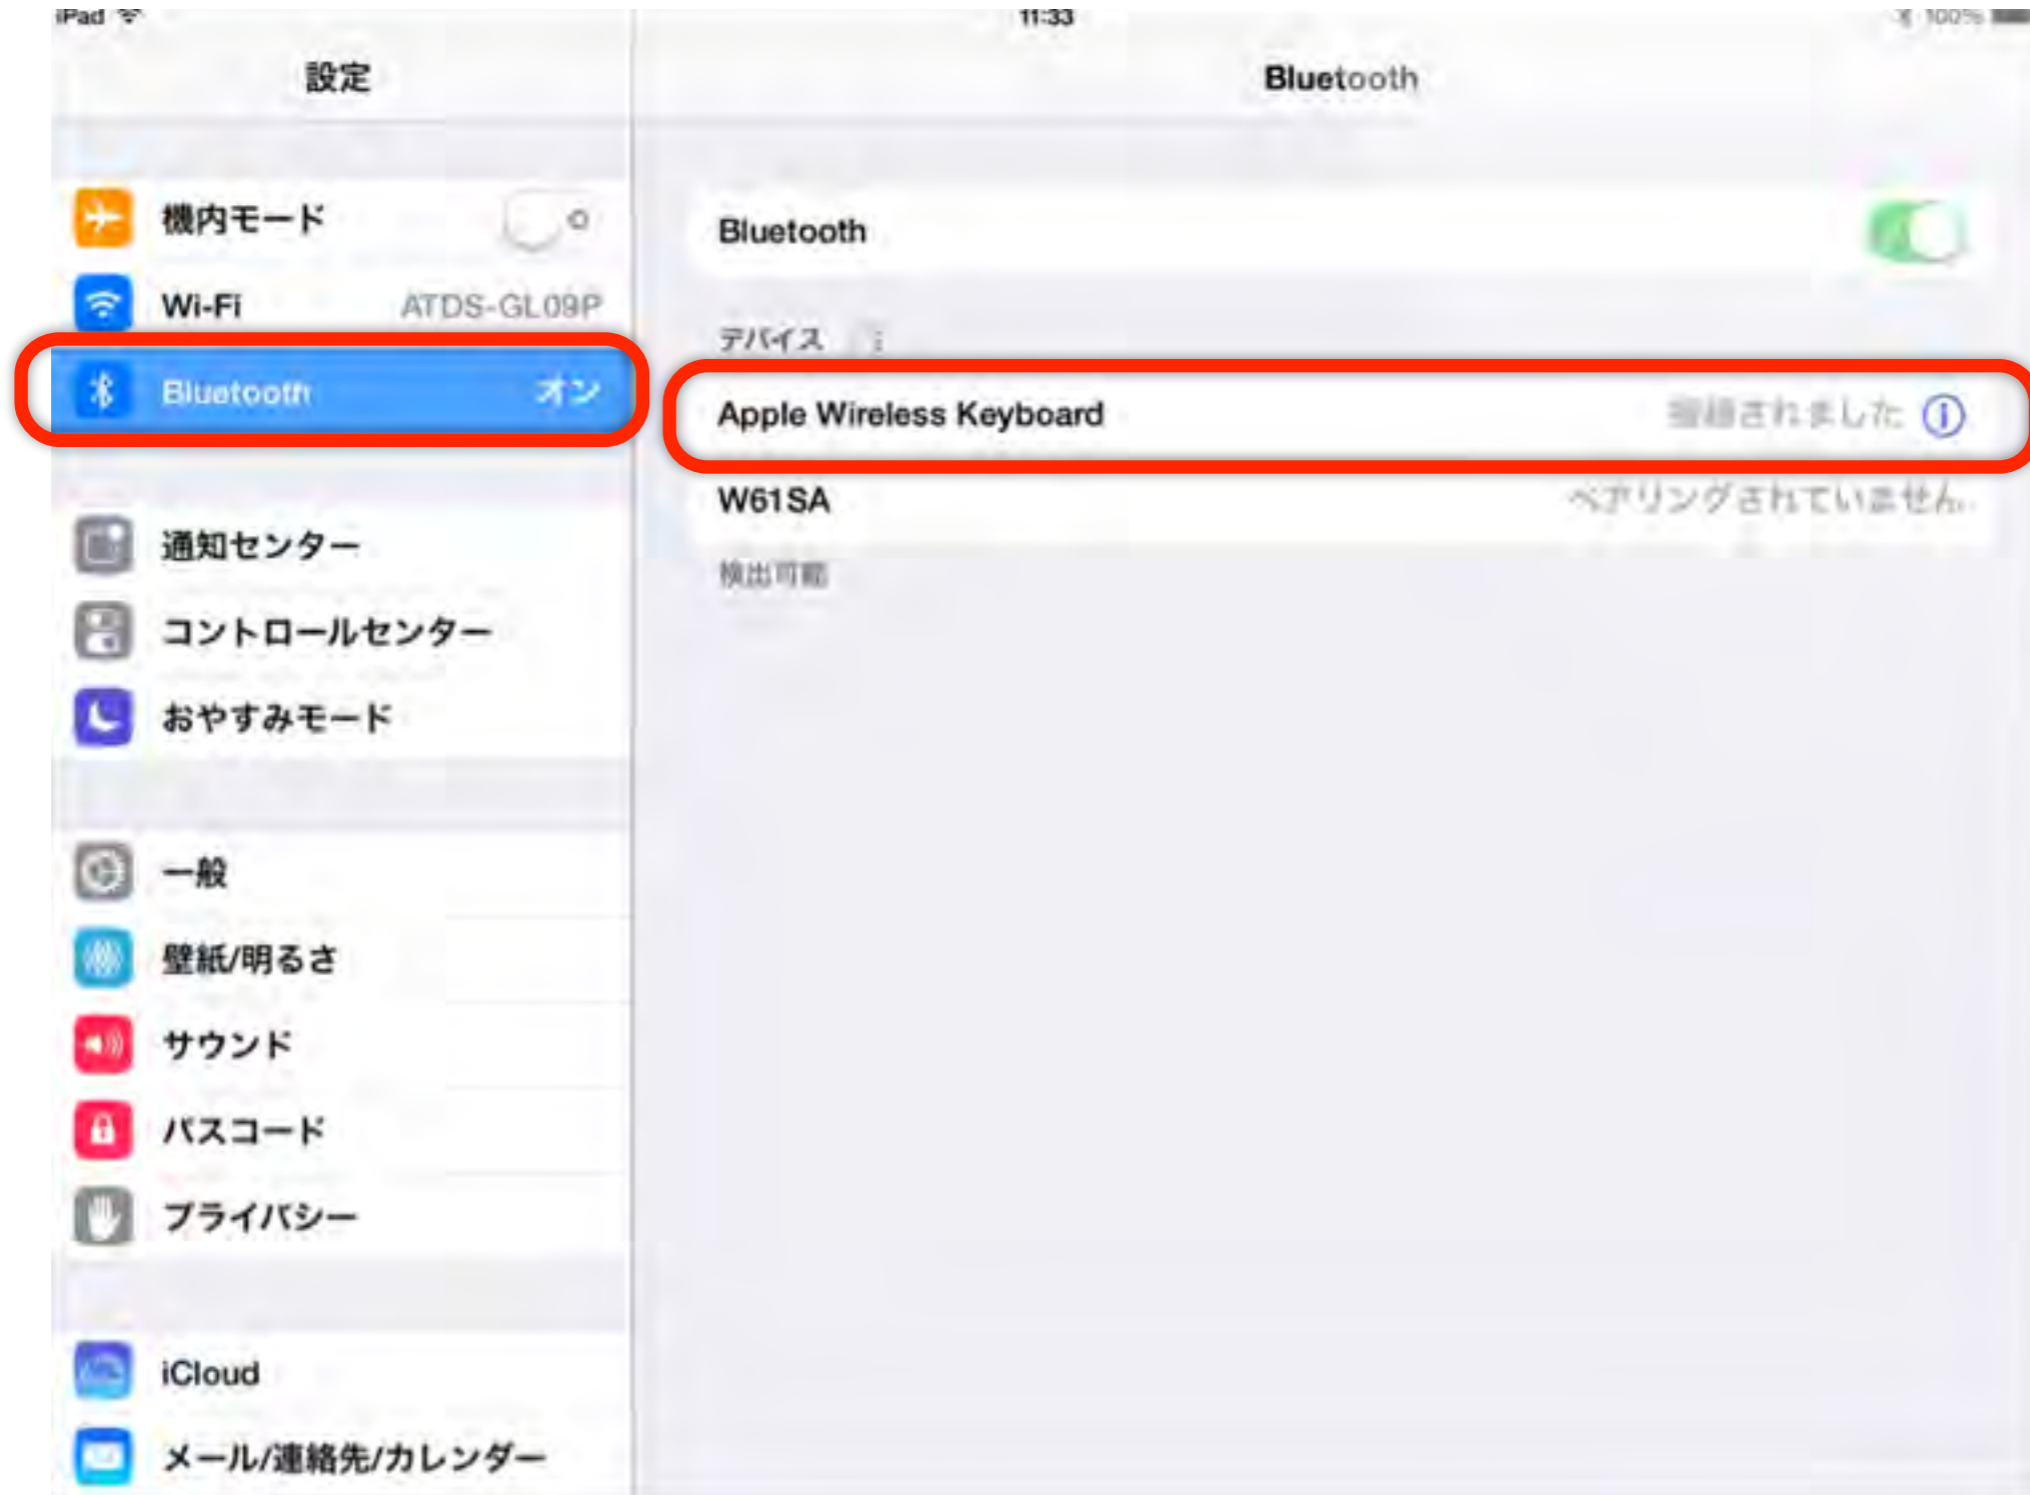 iPad
11:33
100%
設定
Bluetooth
機内モード
Wi-Fi ATDS-GL09P
Bluetooth オン
通知センター
コントロールセンター
おやすみモード
一般
壁紙/明るさ
サウンド
パスコード
プライバシー
iCloud
メール/連絡先/カレンダー
Bluetooth
デバイス
Apple Wireless Keyboard 接続されました
W61SA ペアリングされていません
検出可能